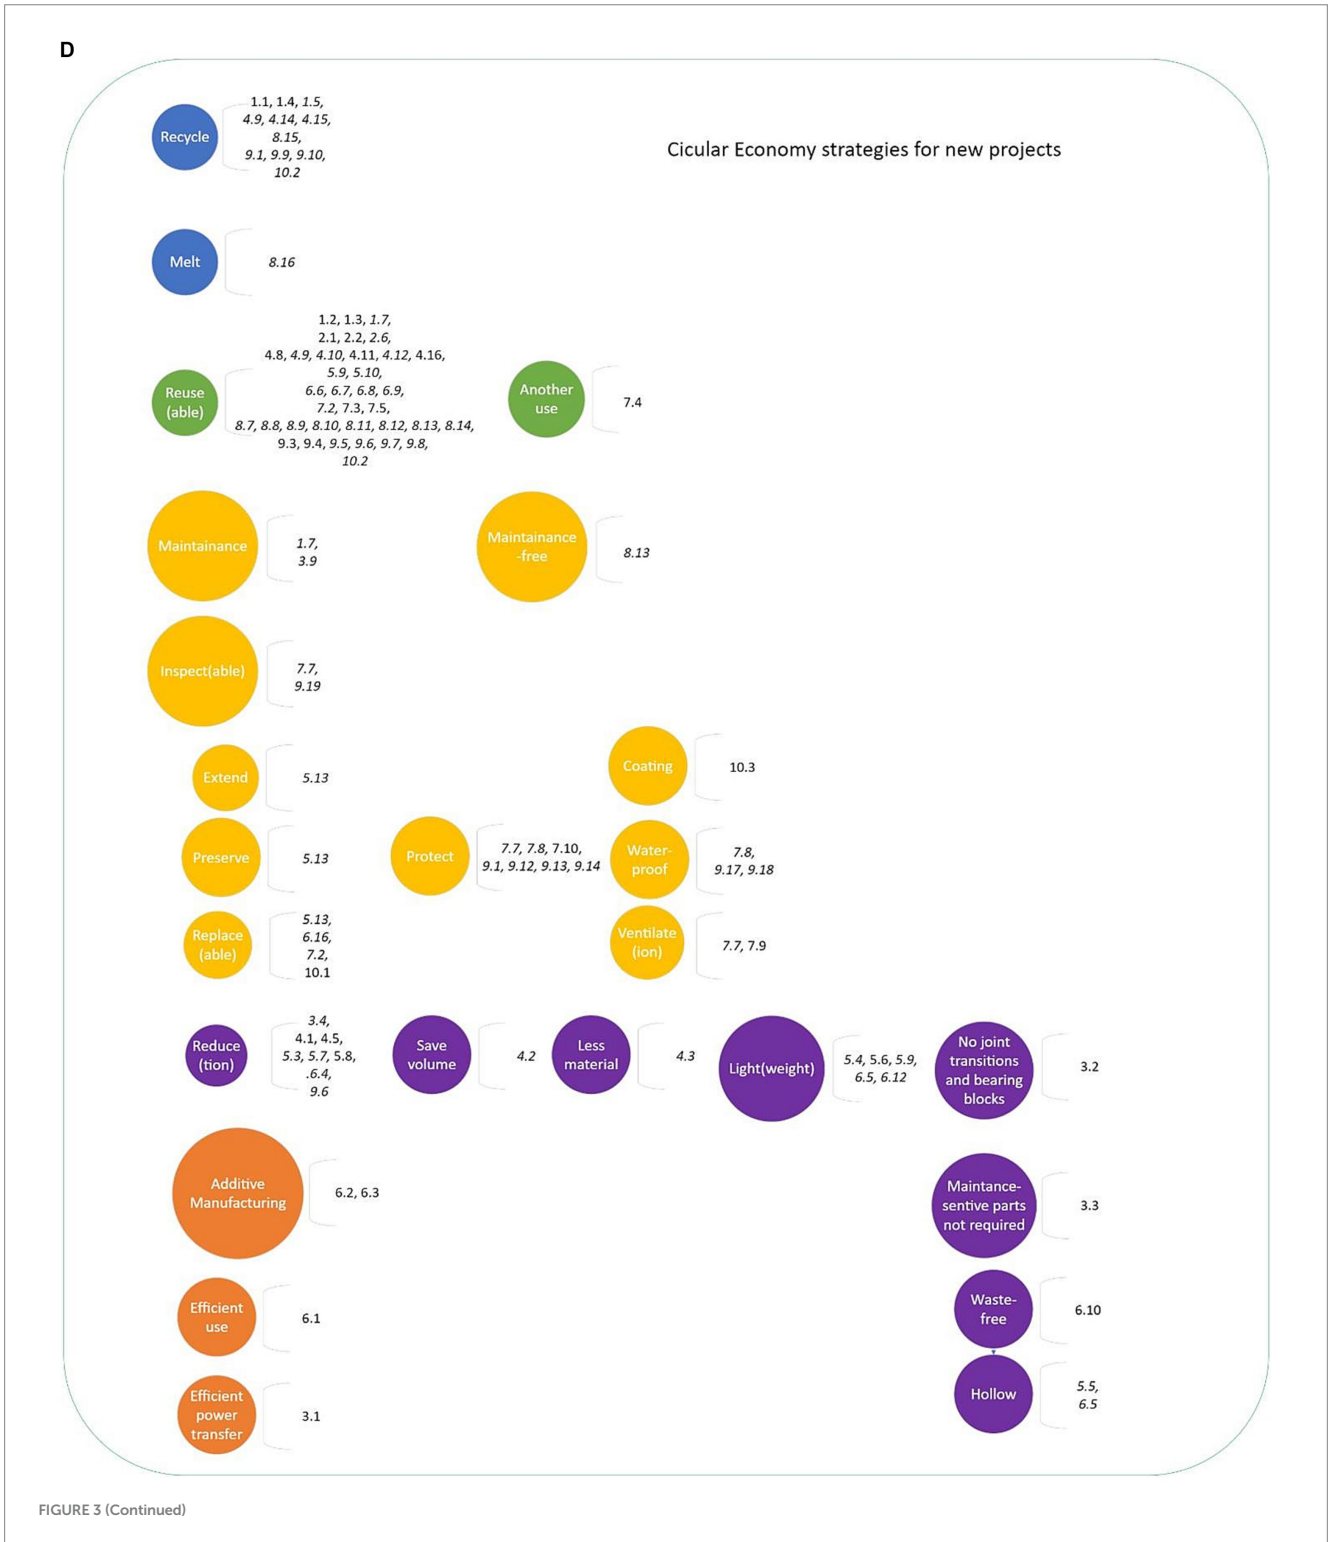 D
Cicular Economy strategies for new projects
Recycle
1.1, 1.4, 1.5,
4.9, 4.14, 4.15,
8.15,
9.1, 9.9, 9.10,
10.2
Melt
8.16
Reuse
(able)
1.2, 1.3, 1.7,
2.1, 2.2, 2.6,
4.8, 4.9, 4.10, 4.11, 4.12, 4.16,
5.9, 5.10,
6.6, 6.7, 6.8, 6.9,
7.2, 7.3, 7.5,
8.7, 8.8, 8.9, 8.10, 8.11, 8.12, 8.13, 8.14,
9.3, 9.4, 9.5, 9.6, 9.7, 9.8,
10.2
Another
use
7.4
Maintainance
1.7,
3.9
Maintainance
-free
8.13
Inspect(able)
7.7,
9.19
Extend
5.13
Coating
10.3
Preserve
5.13
Protect
7.7, 7.8, 7.10,
9.1, 9.12, 9.13, 9.14
Water-
proof
7.8,
9.17, 9.18
Replace
(able)
5.13,
6.16,
7.2,
10.1
Ventilate
(ion)
7.7, 7.9
Reduce
(tion)
3.4,
4.1, 4.5,
5.3, 5.7, 5.8,
.6.4,
9.6
Save
volume
4.2
Less
material
4.3
Light(weight)
5.4, 5.6, 5.9,
6.5, 6.12
No joint
transitions
and bearing
blocks
3.2
Additive
Manufacturing
6.2, 6.3
Maintance-
sentive parts
not required
3.3
Efficient
use
6.1
Waste-
free
6.10
Efficient
power
transfer
3.1
Hollow
5.5,
6.5
FIGURE 3 (Continued)